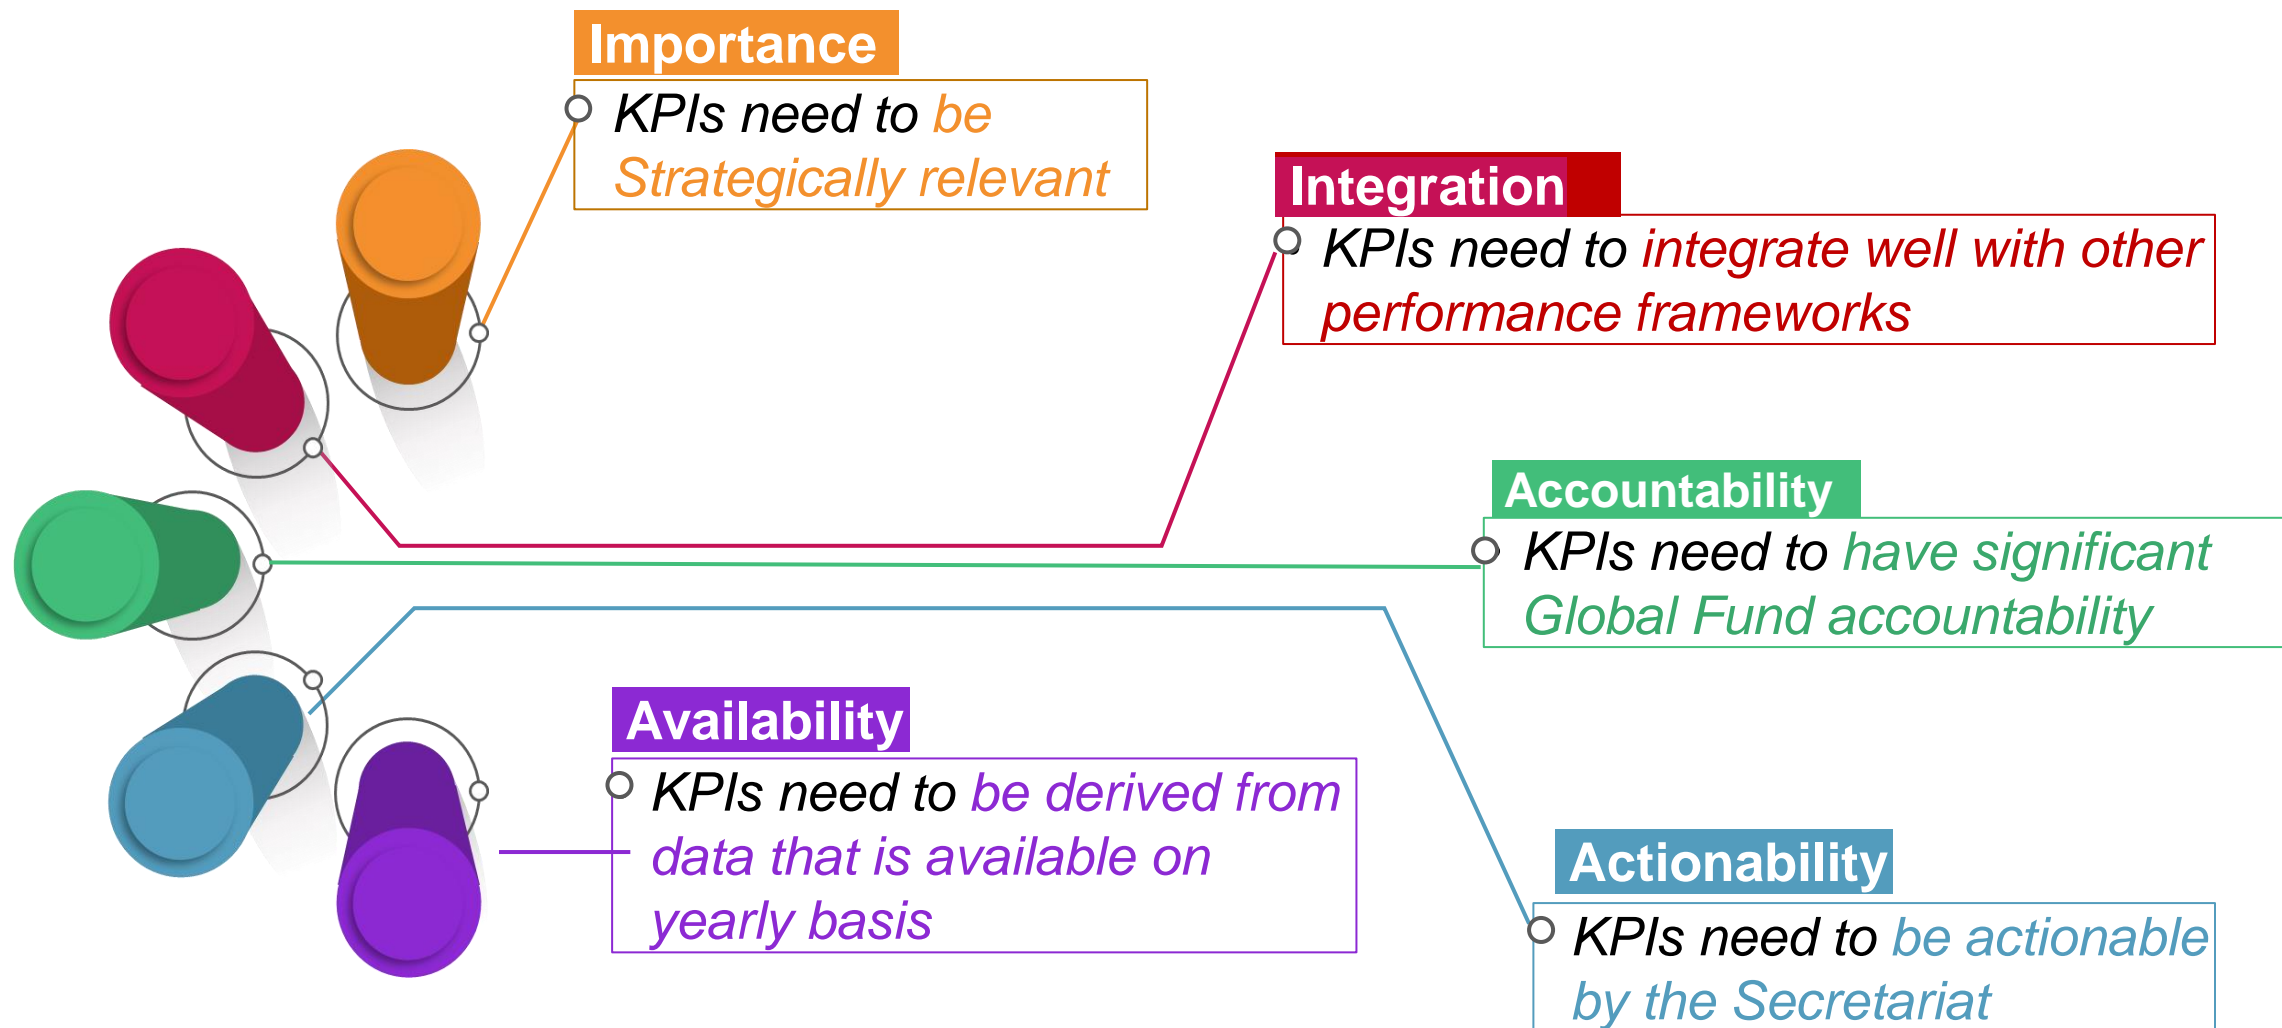 Importance
KPIs need to be
Strategically relevant
Integration
KPIs need to integrate well with other
performance frameworks
Accountability
KPIs need to have significant
Global Fund accountability
Availability
KPIs need to be derived from
data that is available on
yearly basis
Actionability
KPIs need to be actionable
by the Secretariat